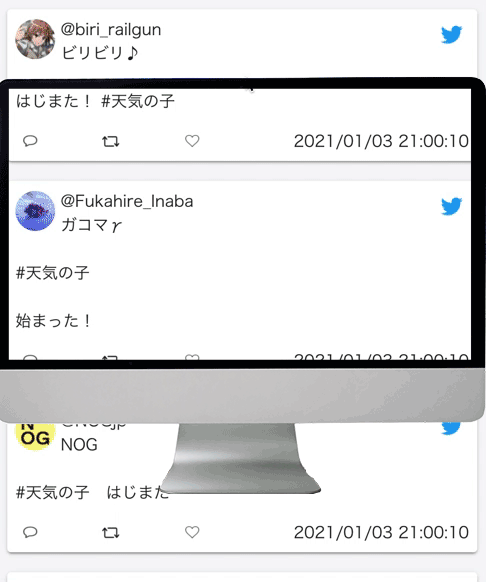 @biri_railgun
ビリビリ♪
はじまた！ #天気の子
2021/01/03 21:00:10
@Fukahire_Inaba
ガコマγ
#天気の子
始まった！
2021/01/03 21:00:10
NOG
@NOGjp
NOG
#天気の子　はじまた
2021/01/03 21:00:10